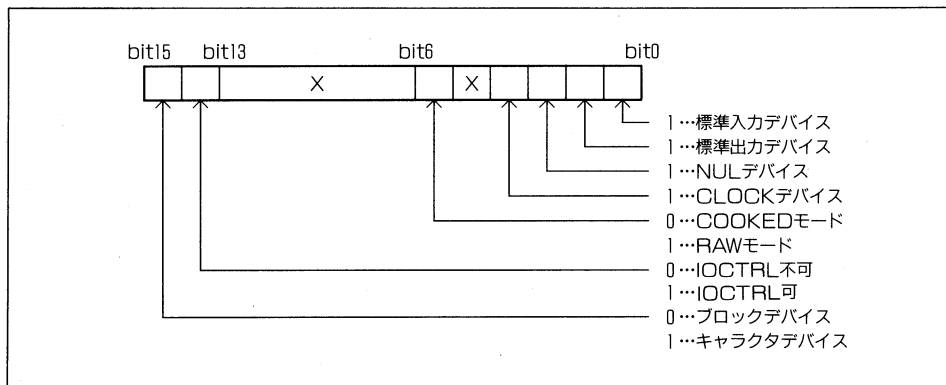 bit15 bit13 bit6 bit0
X X
1…標準入力デバイス
1…標準出力デバイス
1…NULデバイス
1…CLOCKデバイス
0…COOKEDモード
1…RAWモード
0…IOCTRL不可
1…IOCTRL可
0…ブロックデバイス
1…キャラクタデバイス